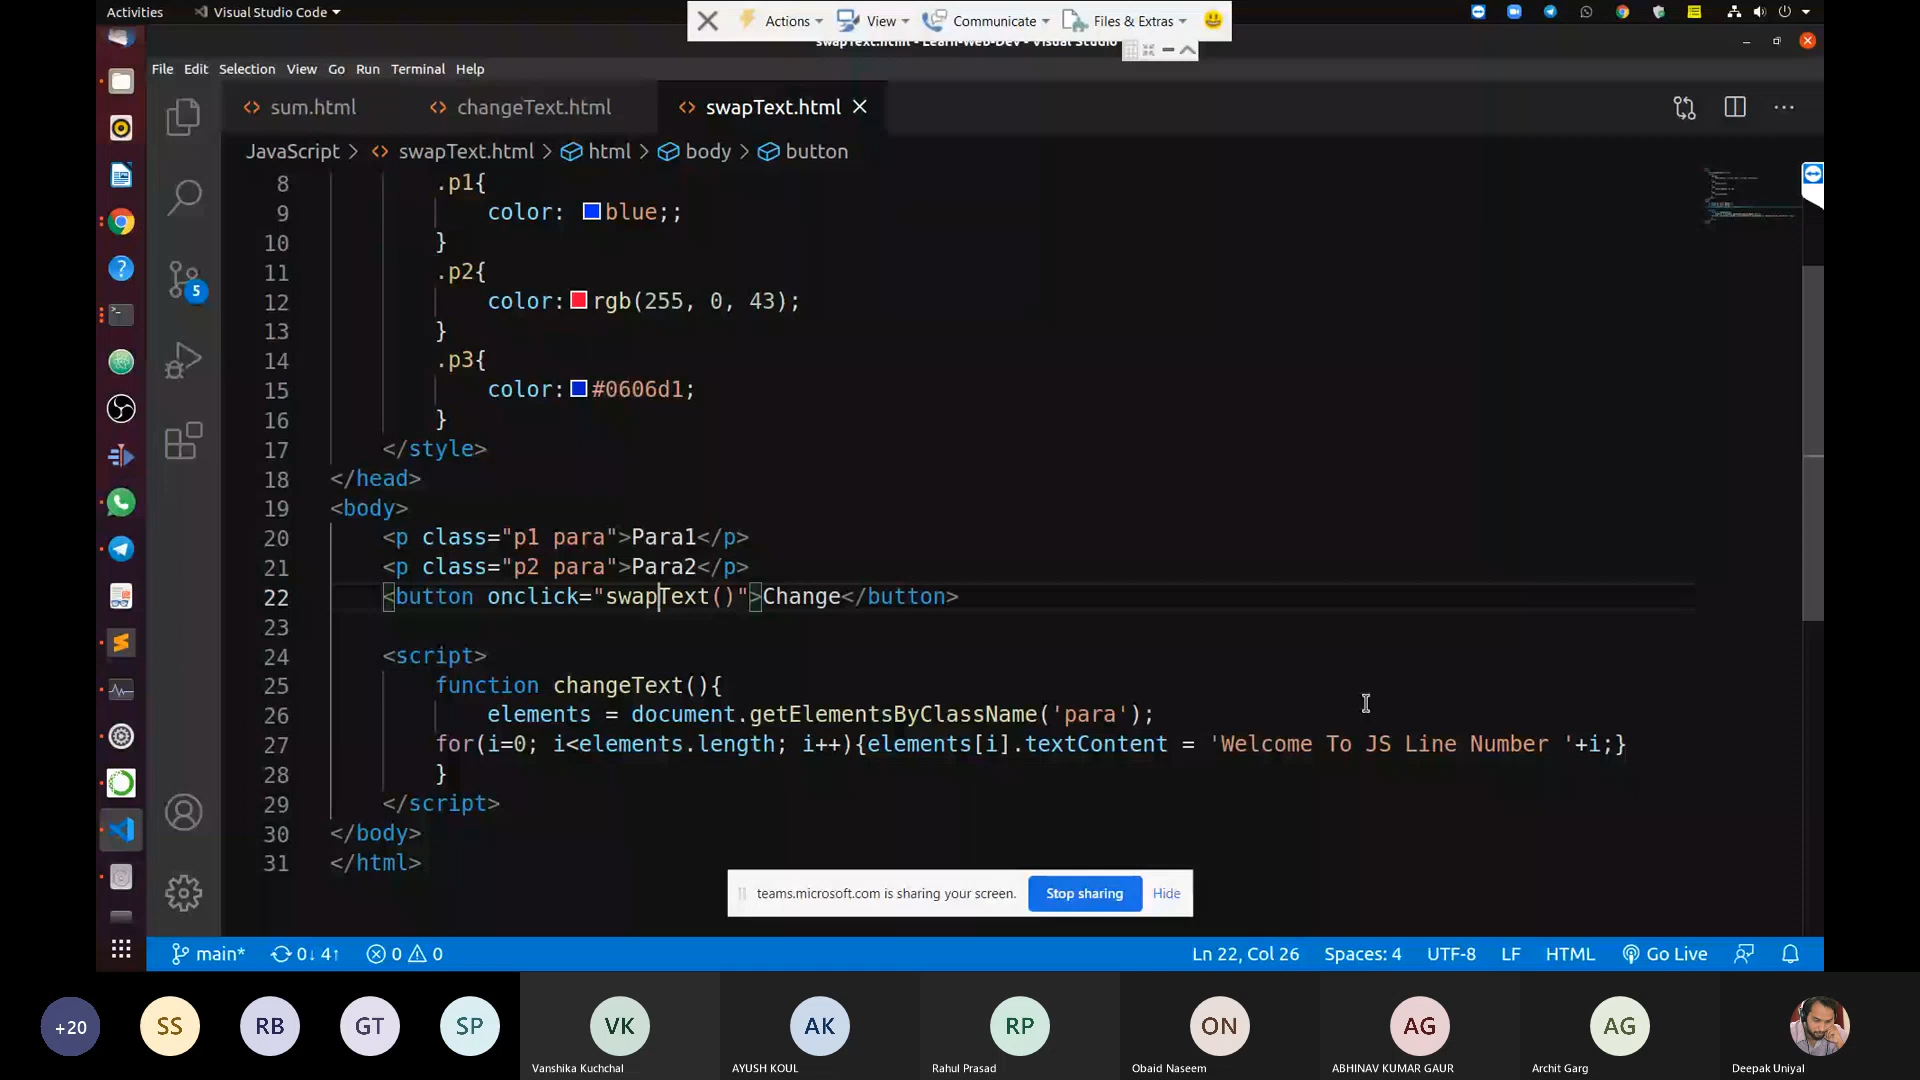 Activities Visual Studio Code
Actions View Communicate Files & Extras
swapText.html - Learn-Web-Dev - Visual Studio
File Edit Selection View Go Run Terminal Help
sum.html changeText.html swapText.html
JavaScript > swapText.html > html > body > button
8 .p1{
9 color: blue;;
10 }
11 .p2{
12 color: rgb(255, 0, 43);
13 }
14 .p3{
15 color: #0606d1;
16 }
17 </style>
18 </head>
19 <body>
20 <p class="p1 para">Para1</p>
21 <p class="p2 para">Para2</p>
22 <button onclick="swapText()">Change</button>
23
24 <script>
25 function changeText(){
26 elements = document.getElementsByClassName('para');
27 for(i=0; i<elements.length; i++){elements[i].textContent = 'Welcome To JS Line Number '+i;}
28 }
29 </script>
30 </body>
31 </html>
5
teams.microsoft.com is sharing your screen. Stop sharing Hide
main* 0↓ 4↑ 0 0 Ln 22, Col 26 Spaces: 4 UTF-8 LF HTML Go Live
+20 SS RB GT SP VK AK RP ON AG AG
Vanshika Kuchchal AYUSH KOUL Rahul Prasad Obaid Naseem ABHINAV KUMAR GAUR Archit Garg Deepak Uniyal